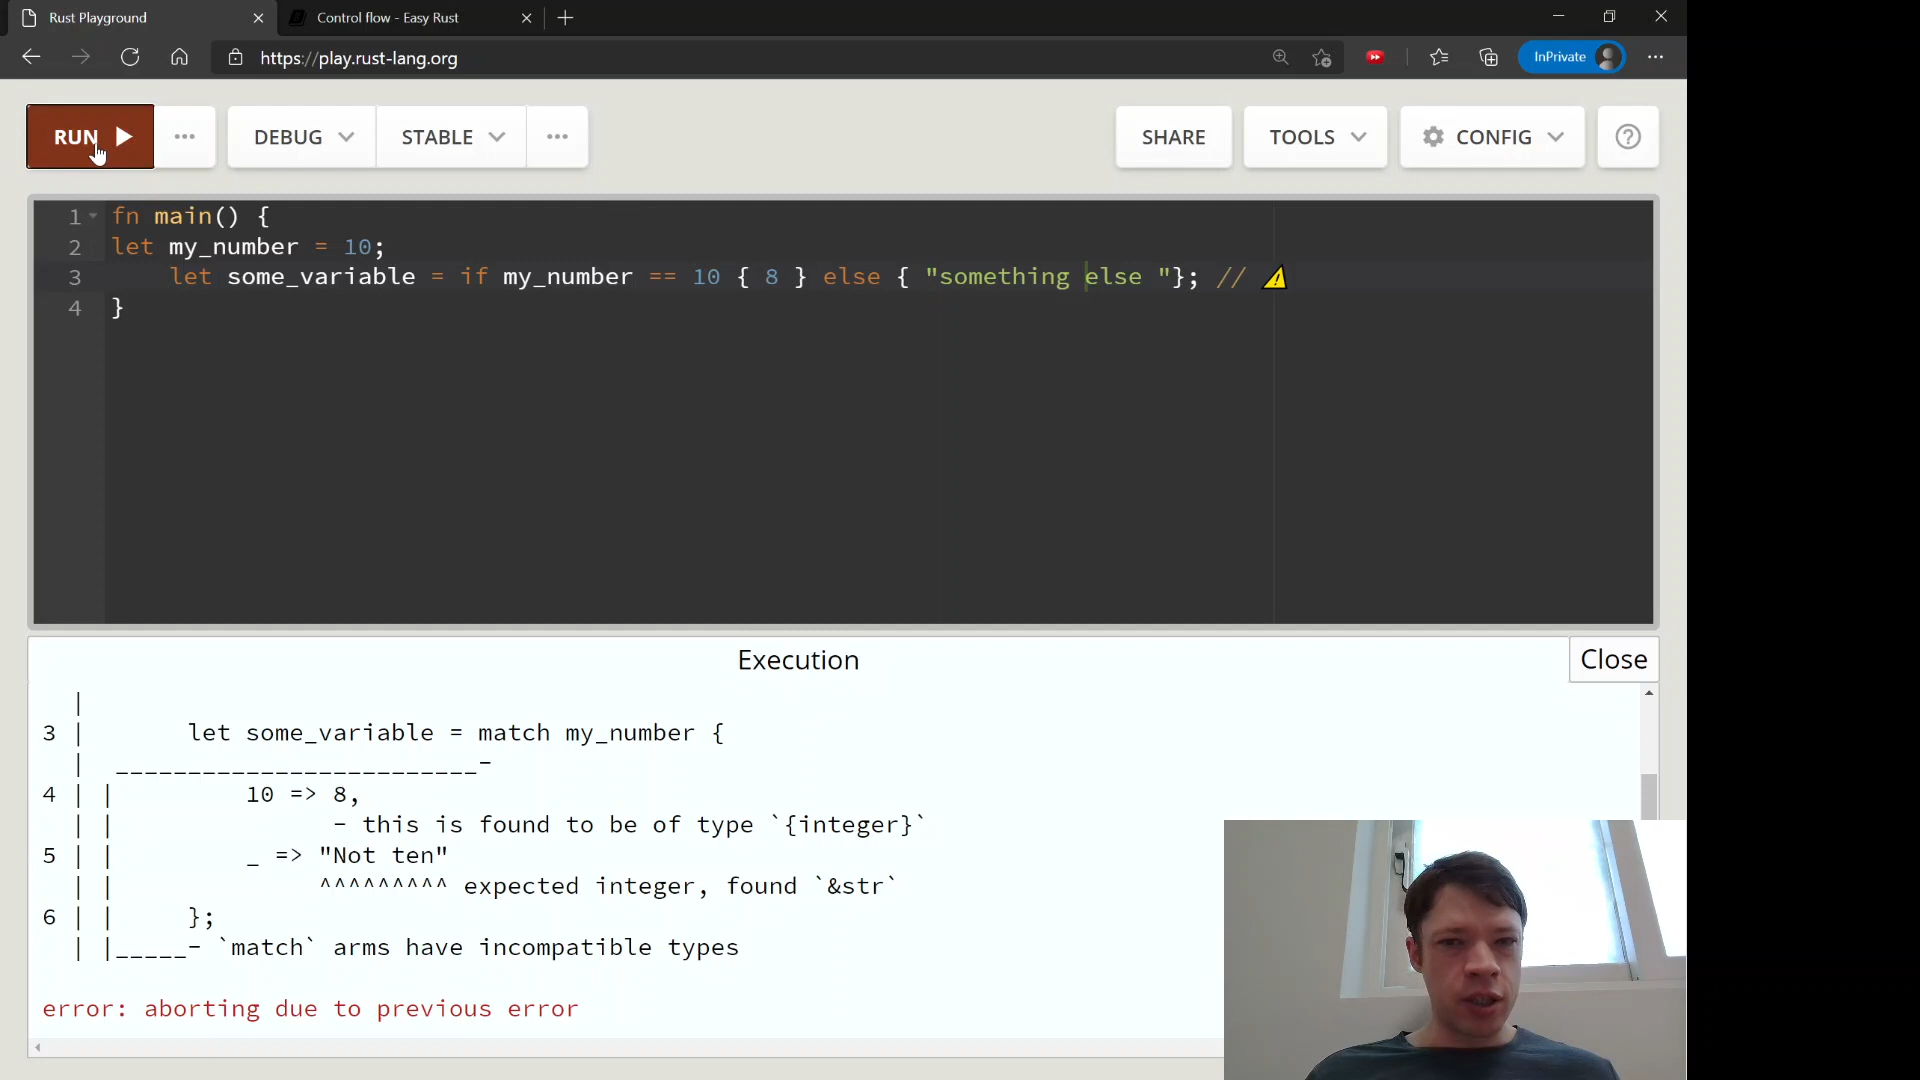 Rust Playground
Control flow - Easy Rust
https://play.rust-lang.org
InPrivate
RUN
DEBUG
STABLE
SHARE
TOOLS
CONFIG
1 fn main() {
2 let my_number = 10;
3 let some_variable = if my_number == 10 { 8 } else { "something else "}; // ⚠
4 }
Execution
Close
|
3 | let some_variable = match my_number {
| _________________________-
4 | | 10 => 8,
| | - this is found to be of type `{integer}`
5 | | _ => "Not ten"
| | ^^^^^^^^^ expected integer, found `&str`
6 | | };
| |_____- `match` arms have incompatible types
error: aborting due to previous error